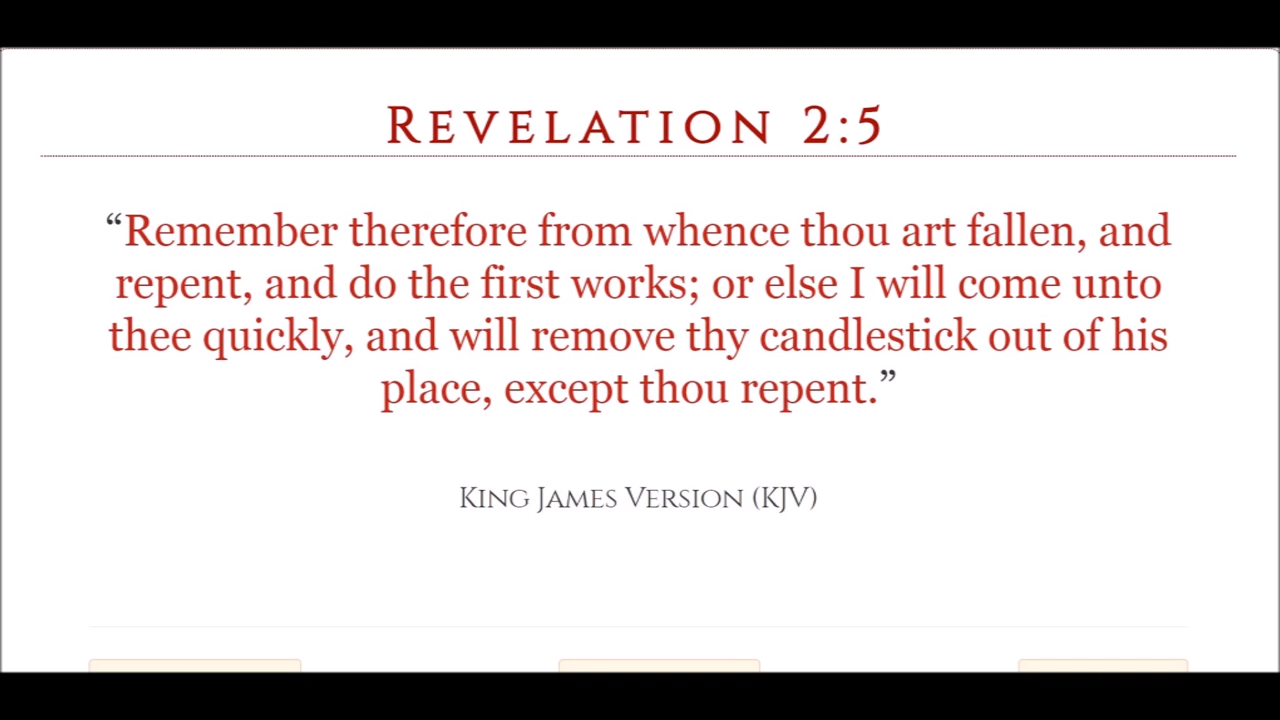 Revelation 2:5
“Remember therefore from whence thou art fallen, and
repent, and do the first works; or else I will come unto
thee quickly, and will remove thy candlestick out of his
place, except thou repent.”
King James Version (KJV)